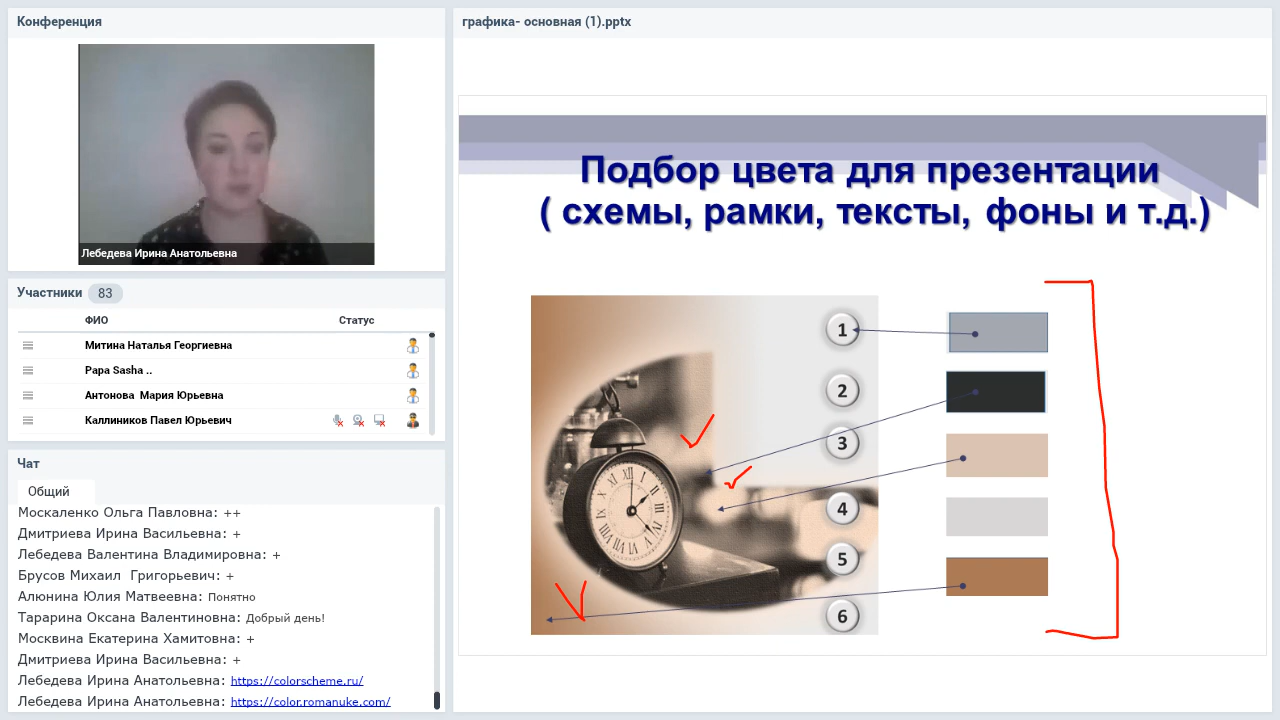 Конференция
Лебедева Ирина Анатольевна
Участники 83
ФИО Статус
Митина Наталья Георгиевна
Papa Sasha ..
Антонова Мария Юрьевна
Каллиников Павел Юрьевич
Чат
Общий
Москаленко Ольга Павловна: ++
Дмитриева Ирина Васильевна: +
Лебедева Валентина Владимировна: +
Брусов Михаил Григорьевич: +
Алюнина Юлия Матвеевна: Понятно
Тарарина Оксана Валентиновна: Добрый день!
Москвина Екатерина Хамитовна: +
Дмитриева Ирина Васильевна: +
Лебедева Ирина Анатольевна: https://colorscheme.ru/
Лебедева Ирина Анатольевна: https://color.romanuke.com/
графика- основная (1).pptx
Подбор цвета для презентации
( схемы, рамки, тексты, фоны и т.д.)
1
2
3
4
5
6